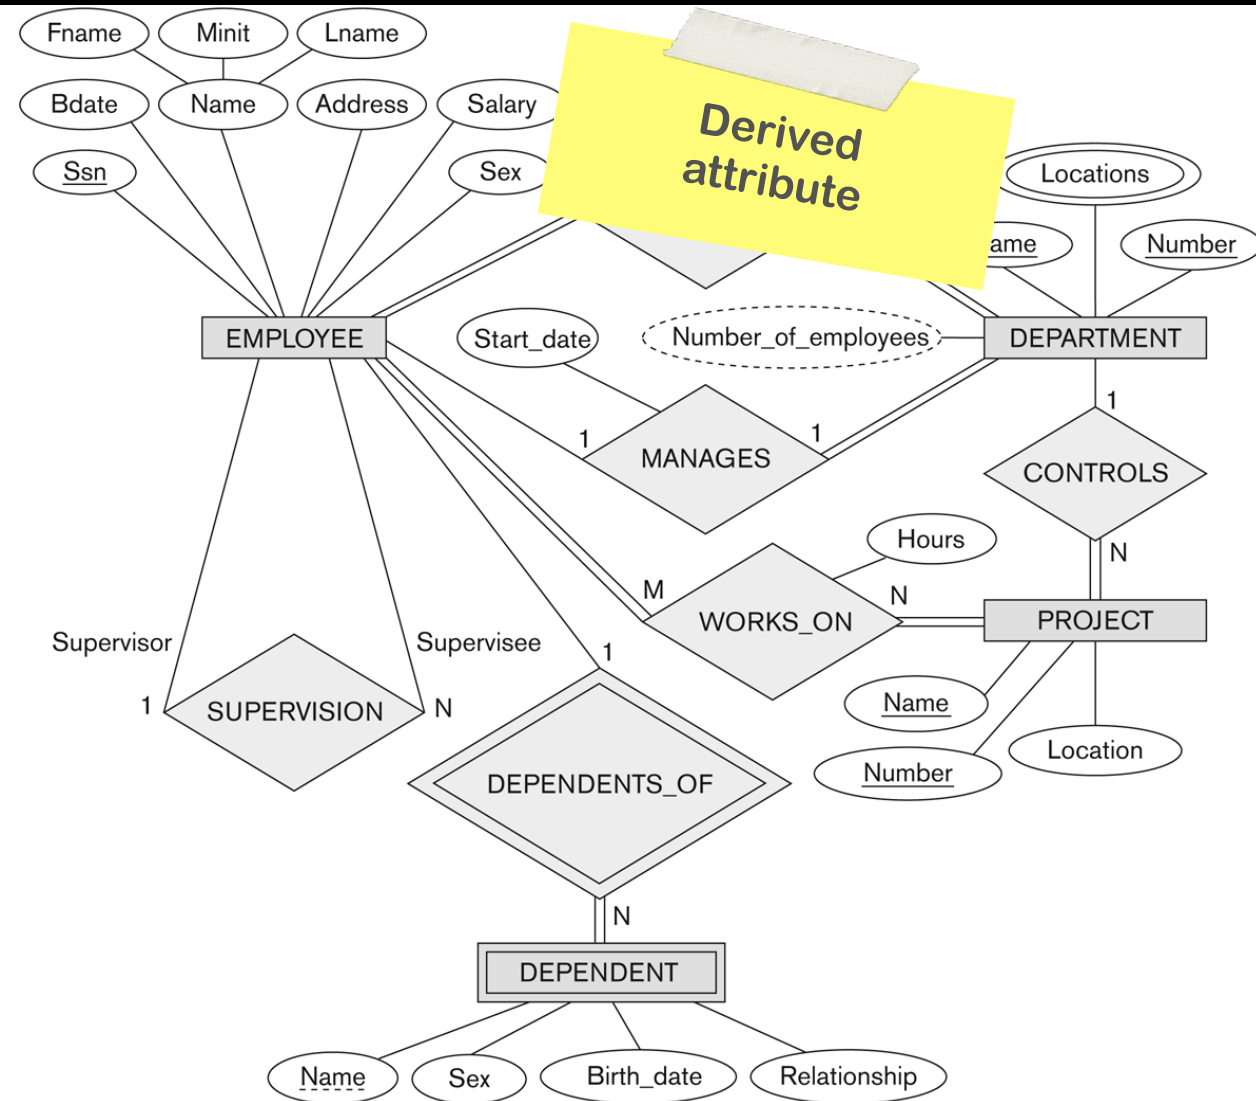 Fname
Minit
Lname
Bdate
Name
Address
Salary
Ssn
Sex
Derived
attribute
Locations
ame
Number
EMPLOYEE
Start_date
Number_of_employees
DEPARTMENT
1
1
1
MANAGES
CONTROLS
Hours
N
M
N
WORKS_ON
PROJECT
Supervisor
Supervisee
1
1
N
SUPERVISION
Name
Number
Location
DEPENDENTS_OF
N
DEPENDENT
Name
Sex
Birth_date
Relationship